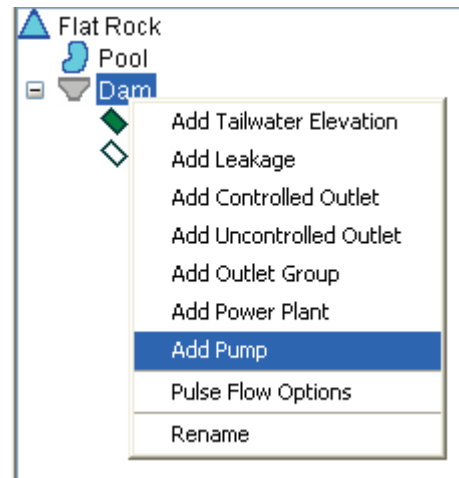 Flat Rock
Pool
Dam
Add Tailwater Elevation
Add Leakage
Add Controlled Outlet
Add Uncontrolled Outlet
Add Outlet Group
Add Power Plant
Add Pump
Pulse Flow Options
Rename